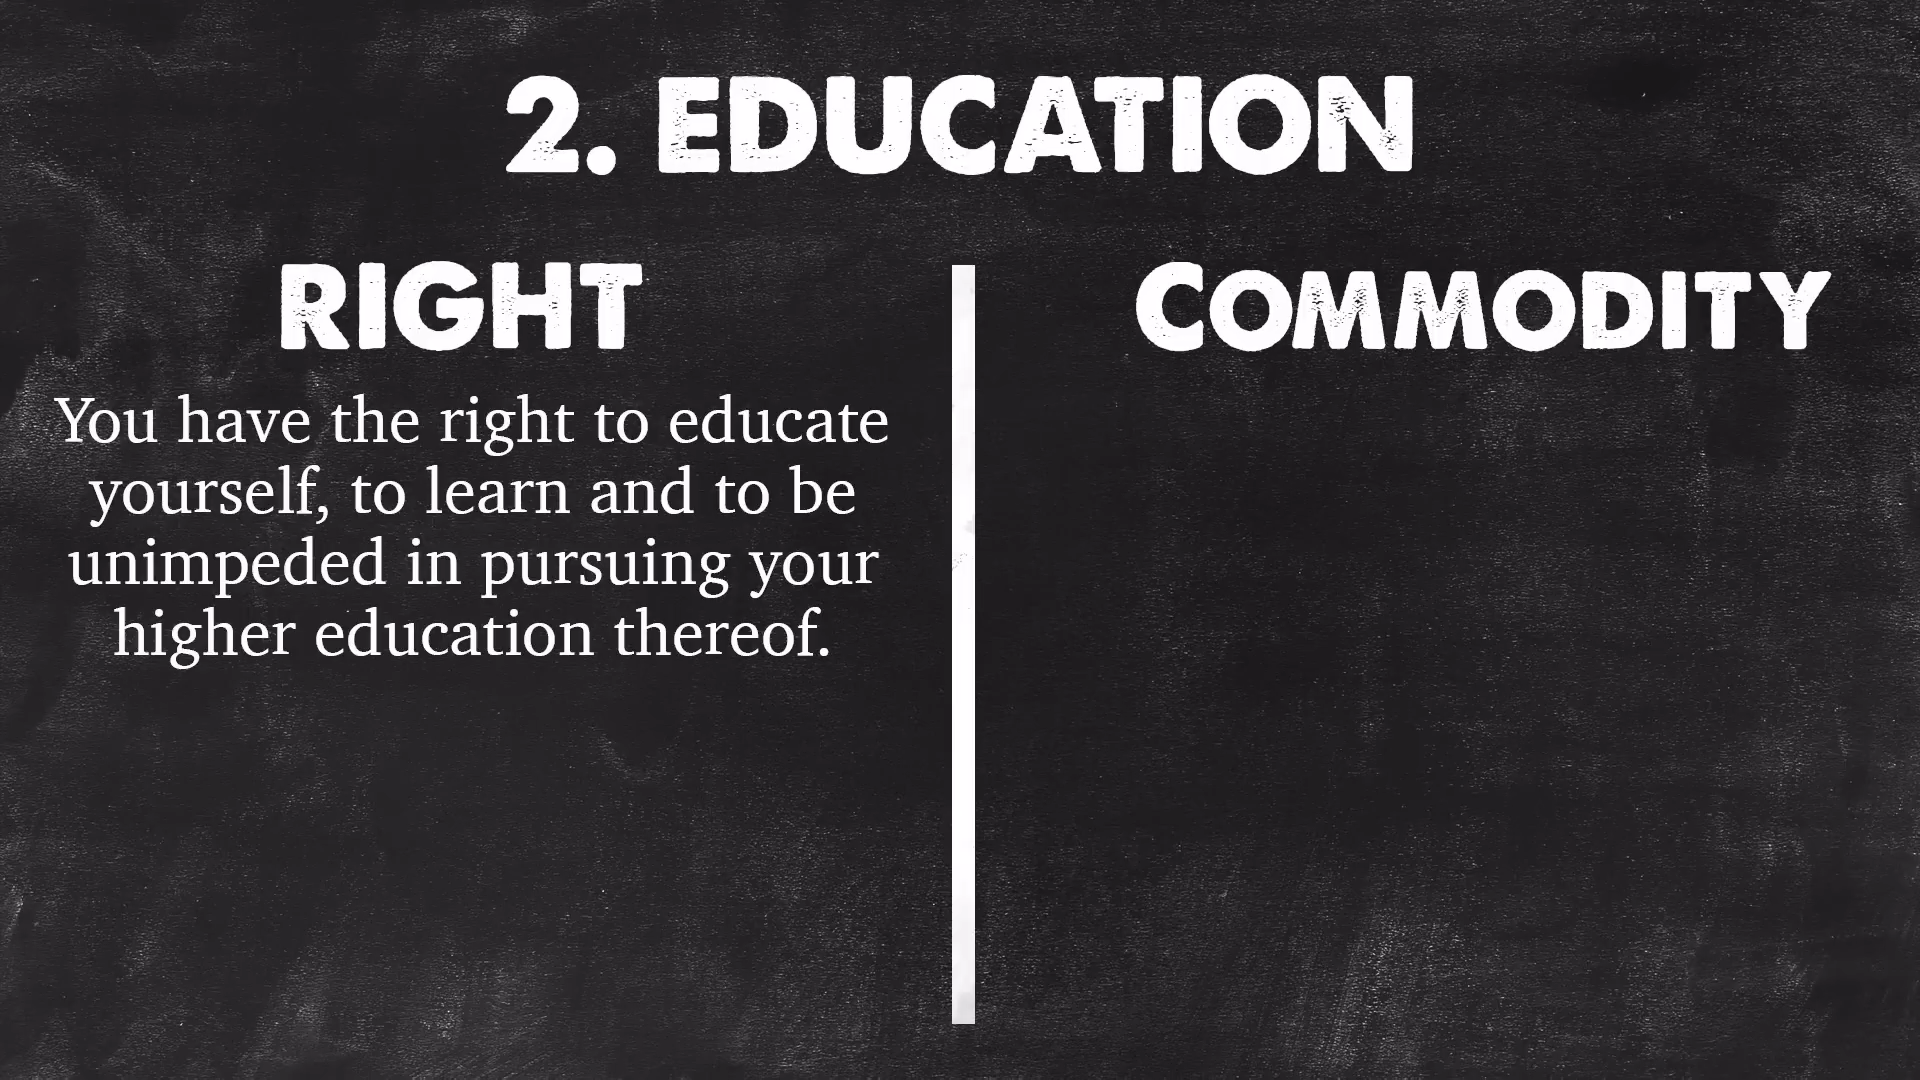 2. EDUCATION
RIGHT
You have the right to educate
yourself, to learn and to be
unimpeded in pursuing your
higher education thereof.
COMMODITY